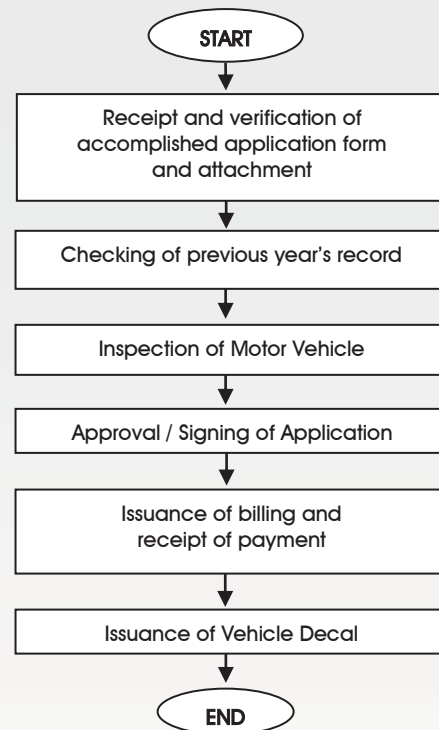 START
Receipt and verification of
accomplished application form
and attachment
Checking of previous year's record
Inspection of Motor Vehicle
Approval / Signing of Application
Issuance of billing and
receipt of payment
Issuance of Vehicle Decal
END